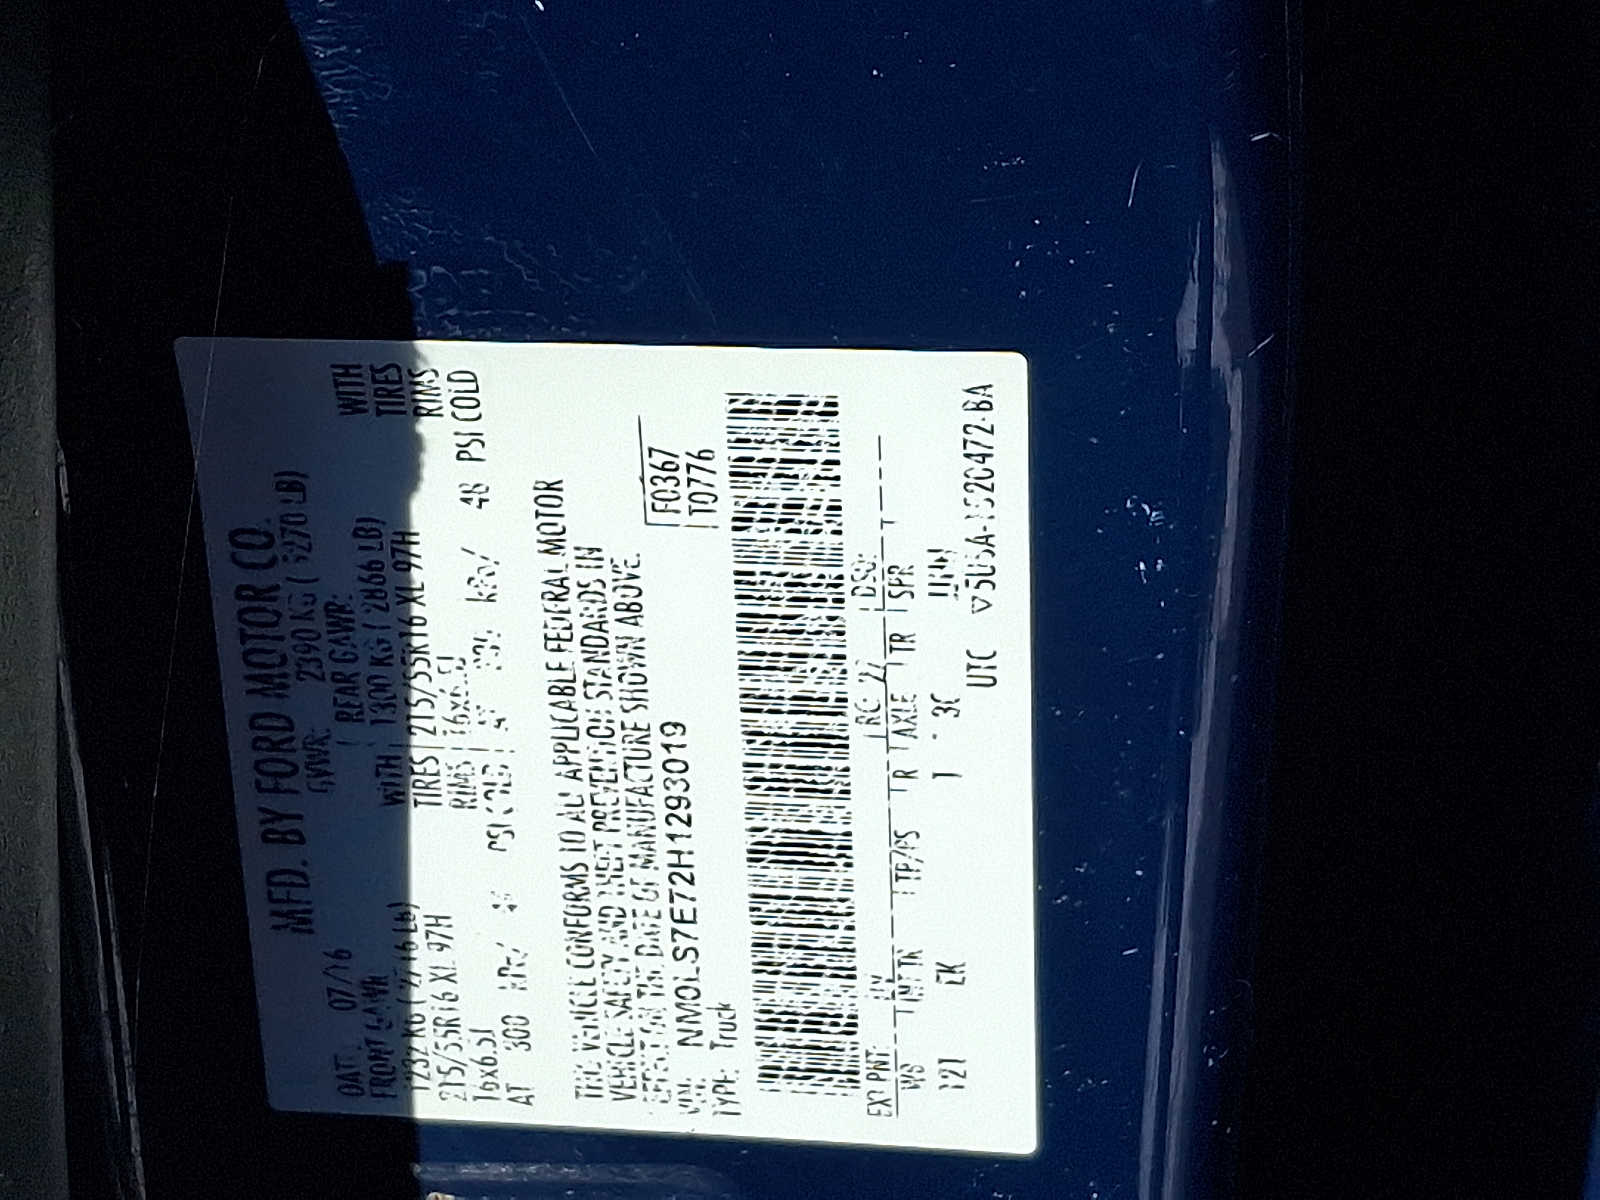 MFD. BY FORD MOTOR CO.
DATE: 07/16 GVWR: 2390 KG ( 5270 LB)
FRONT GAWR: REAR GAWR: WITH
1232 KG ( 2716 LB) WITH 1300 KG ( 2866 LB) TIRES
215/55R16 XL 97H TIRES 215/55R16 XL 97H RIMS
16x6.5J RIMS 16x6.5J
AT 300 kPa/ PSI COLD AT kPa/ 48 PSI COLD
THIS VEHICLE CONFORMS TO ALL APPLICABLE FEDERAL MOTOR
VEHICLE SAFETY AND THEFT PREVENTION STANDARDS IN
EFFECT ON THE DATE OF MANUFACTURE SHOWN ABOVE.
VIN: NM0LS7E72H1293019 F0367
TYPE: Truck T0776
EXT PNT: RC: 27 DSO:
WB INT TR TP/PS R AXLE TR SPR
121 EK J 3C
UTC ▽5U5A-1520472-BA